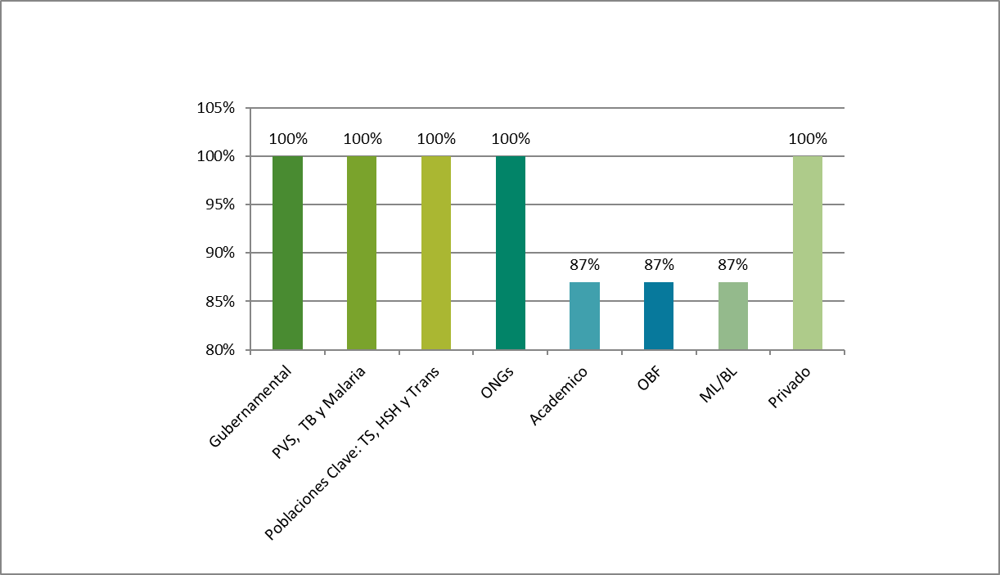 105%
100%
95%
90%
85%
80%
100%
100%
100%
100%
87%
87%
87%
100%
Gubernamental
PVS,  TB y Malaria
Poblaciones Clave: TS, HSH y Trans
ONGs
Academico
OBF
ML/BL
Privado